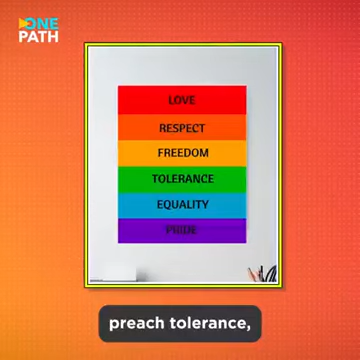 ONE
PATH
LOVE
RESPECT
FREEDOM
TOLERANCE
EQUALITY
PRIDE
preach tolerance,